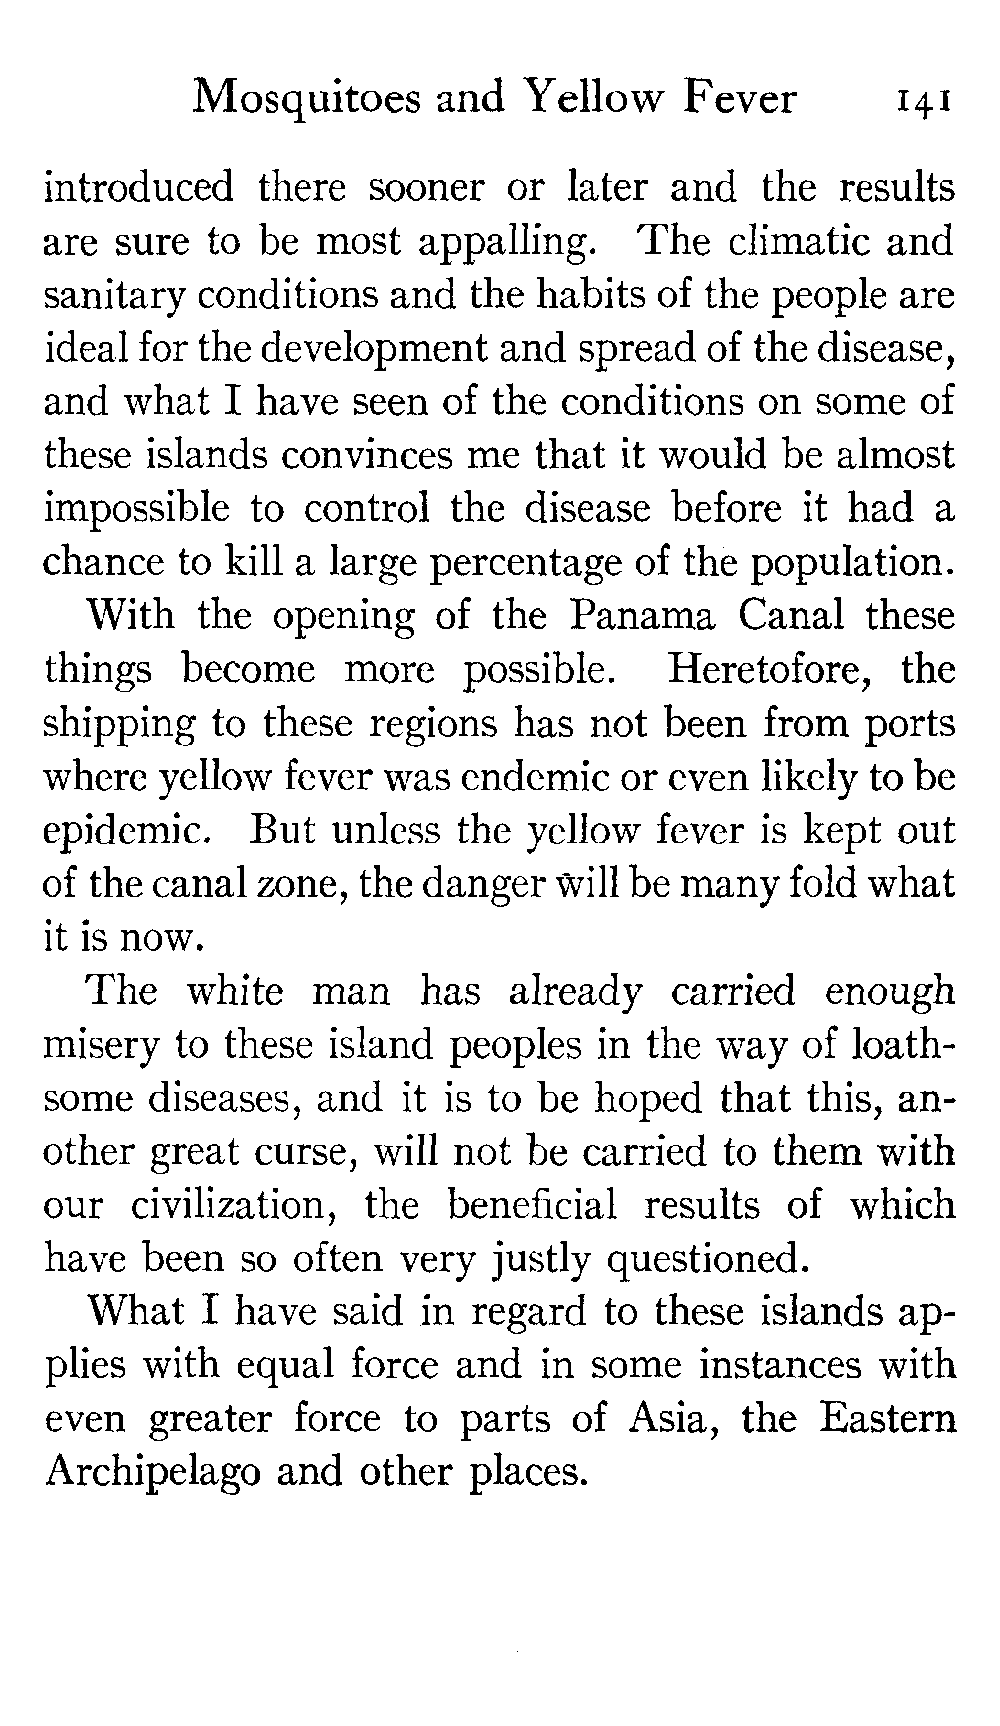 Mosquitoes and Yellow Fever 141
introduced there sooner or later and the results
are sure to be most appalling. The climatic and
sanitary conditions and the habits of the people are
ideal for the development and spread of the disease,
and what I have seen of the conditions on some of
these islands convinces me that it would be almost
impossible to control the disease before it had a
chance to kill a large percentage of the population.
With the opening of the Panama Canal these
things become more possible. Heretofore, the
shipping to these regions has not been from ports
where yellow fever was endemic or even likely to be
epidemic. But unless the yellow fever is kept out
of the canal zone, the danger will be many fold what
it is now.
The white man has already carried enough
misery to these island peoples in the way of loath-
some diseases, and it is to be hoped that this, an-
other great curse, will not be carried to them with
our civilization, the beneficial results of which
have been so often very justly questioned.
What I have said in regard to these islands ap-
plies with equal force and in some instances with
even greater force to parts of Asia, the Eastern
Archipelago and other places.